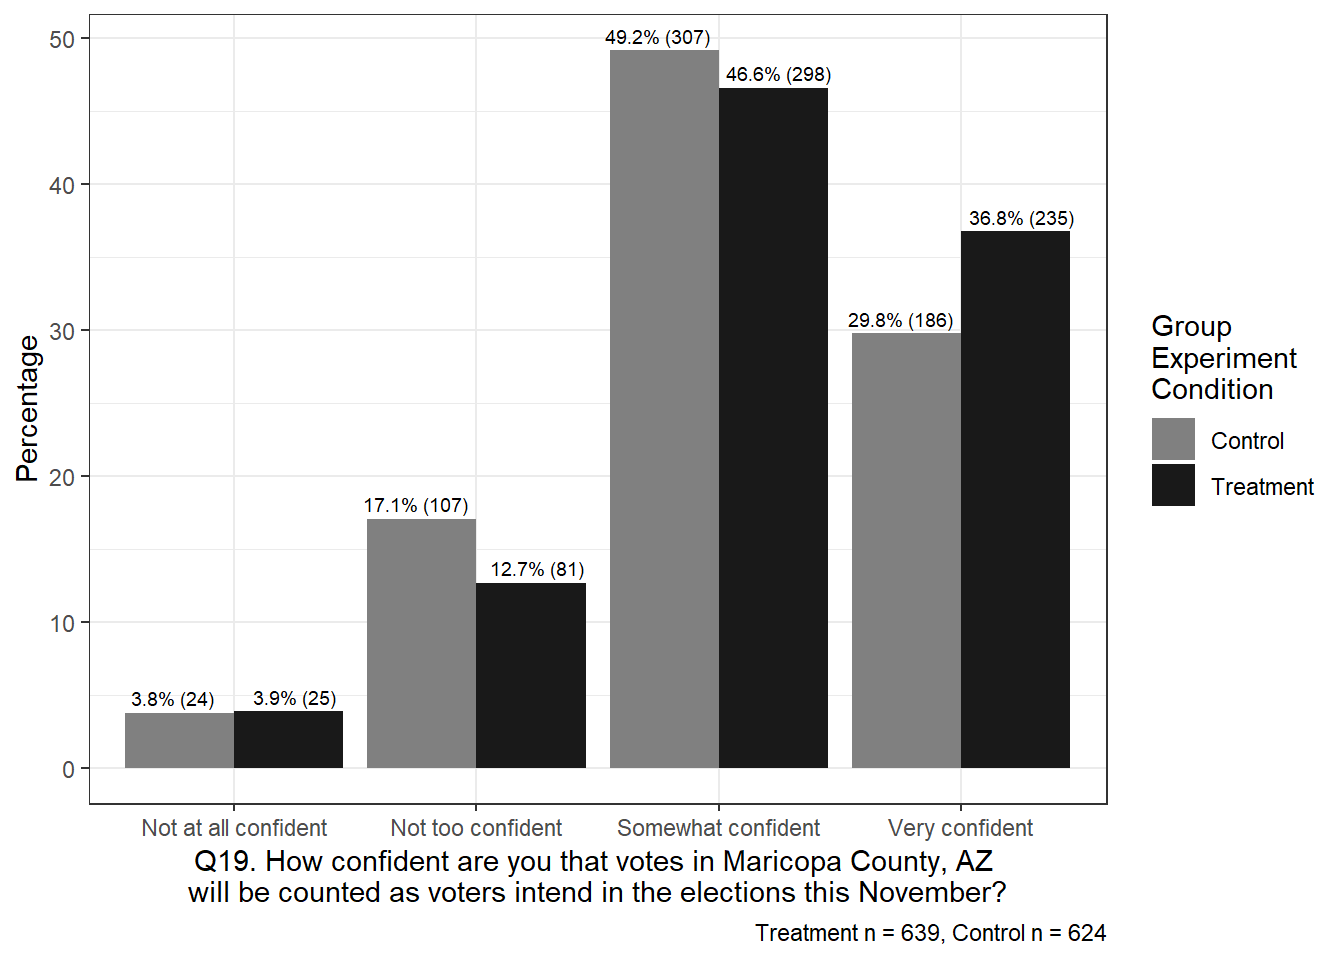 49.2% (307)
46.6% (298)
36.8% (235)
29.8% (186)
17.1% (107)
12.7% (81)
3.8% (24)
3.9% (25)
50
40
30
20
10
0
Percentage
Not at all confident
Not too confident
Somewhat confident
Very confident
Q19. How confident are you that votes in Maricopa County, AZ
will be counted as voters intend in the elections this November?
Treatment n = 639, Control n = 624
Group
Experiment
Condition
Control
Treatment